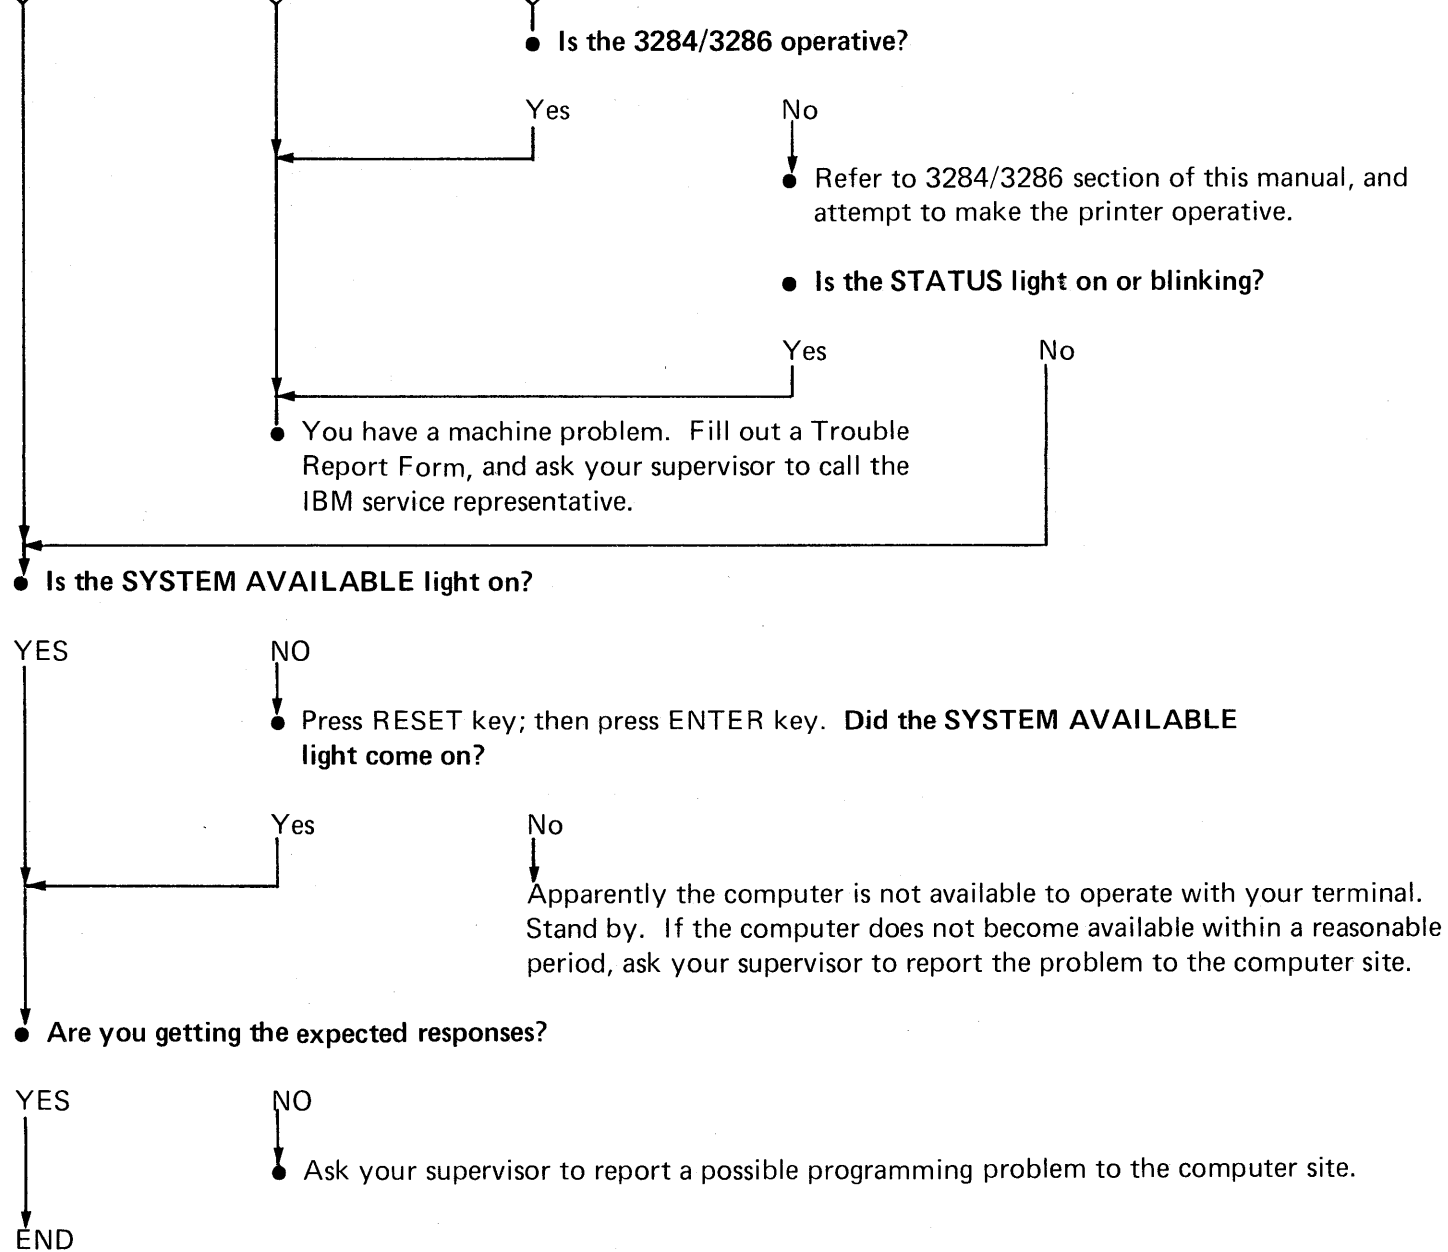 ● Is the 3284/3286 operative?
Yes No
● Refer to 3284/3286 section of this manual, and
attempt to make the printer operative.
● Is the STATUS light on or blinking?
Yes No
● You have a machine problem. Fill out a Trouble
Report Form, and ask your supervisor to call the
IBM service representative.
● Is the SYSTEM AVAILABLE light on?
YES NO
● Press RESET key; then press ENTER key. Did the SYSTEM AVAILABLE
light come on?
Yes No
Apparently the computer is not available to operate with your terminal.
Stand by. If the computer does not become available within a reasonable
period, ask your supervisor to report the problem to the computer site.
● Are you getting the expected responses?
YES NO
● Ask your supervisor to report a possible programming problem to the computer site.
END